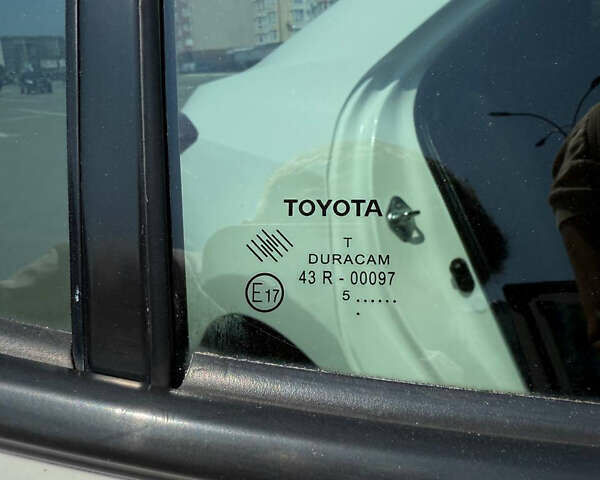 TOYOTA
T
DURACAM
43 R - 00097
E17
5 ......
.